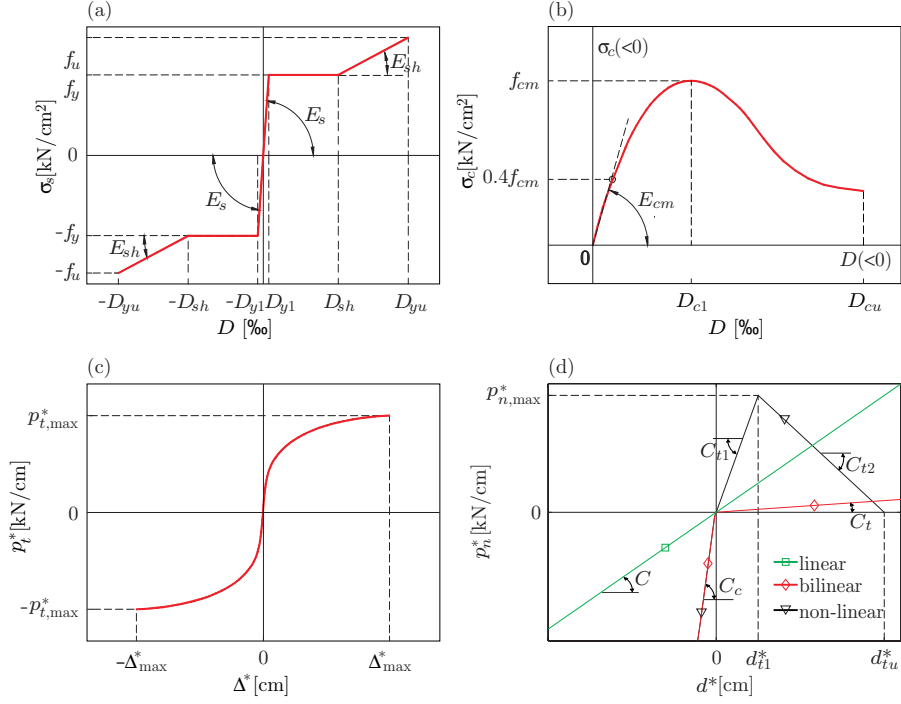 (a)
f_u
f_y
0
-f_y
-f_u
σ_s[kN/cm²]
E_sh
E_s
E_s
E_sh
-D_yu -D_sh -D_y1 D_y1 D_sh D_yu
D [‰]
(b)
σ_c(<0)
f_cm
0.4f_cm
σ_c[kN/cm²]
E_cm
0
D(<0)
D_c1 D_cu
D [‰]
(c)
p*_t,max
0
-p*_t,max
p_t*[kN/cm]
-Δ*_max 0 Δ*_max
Δ*[cm]
(d)
p*_n,max
0
p_n*[kN/cm]
C_t1
C_t2
C_t
C
C_c
linear
bilinear
non-linear
0 d*_t1 d*_tu
d*[cm]